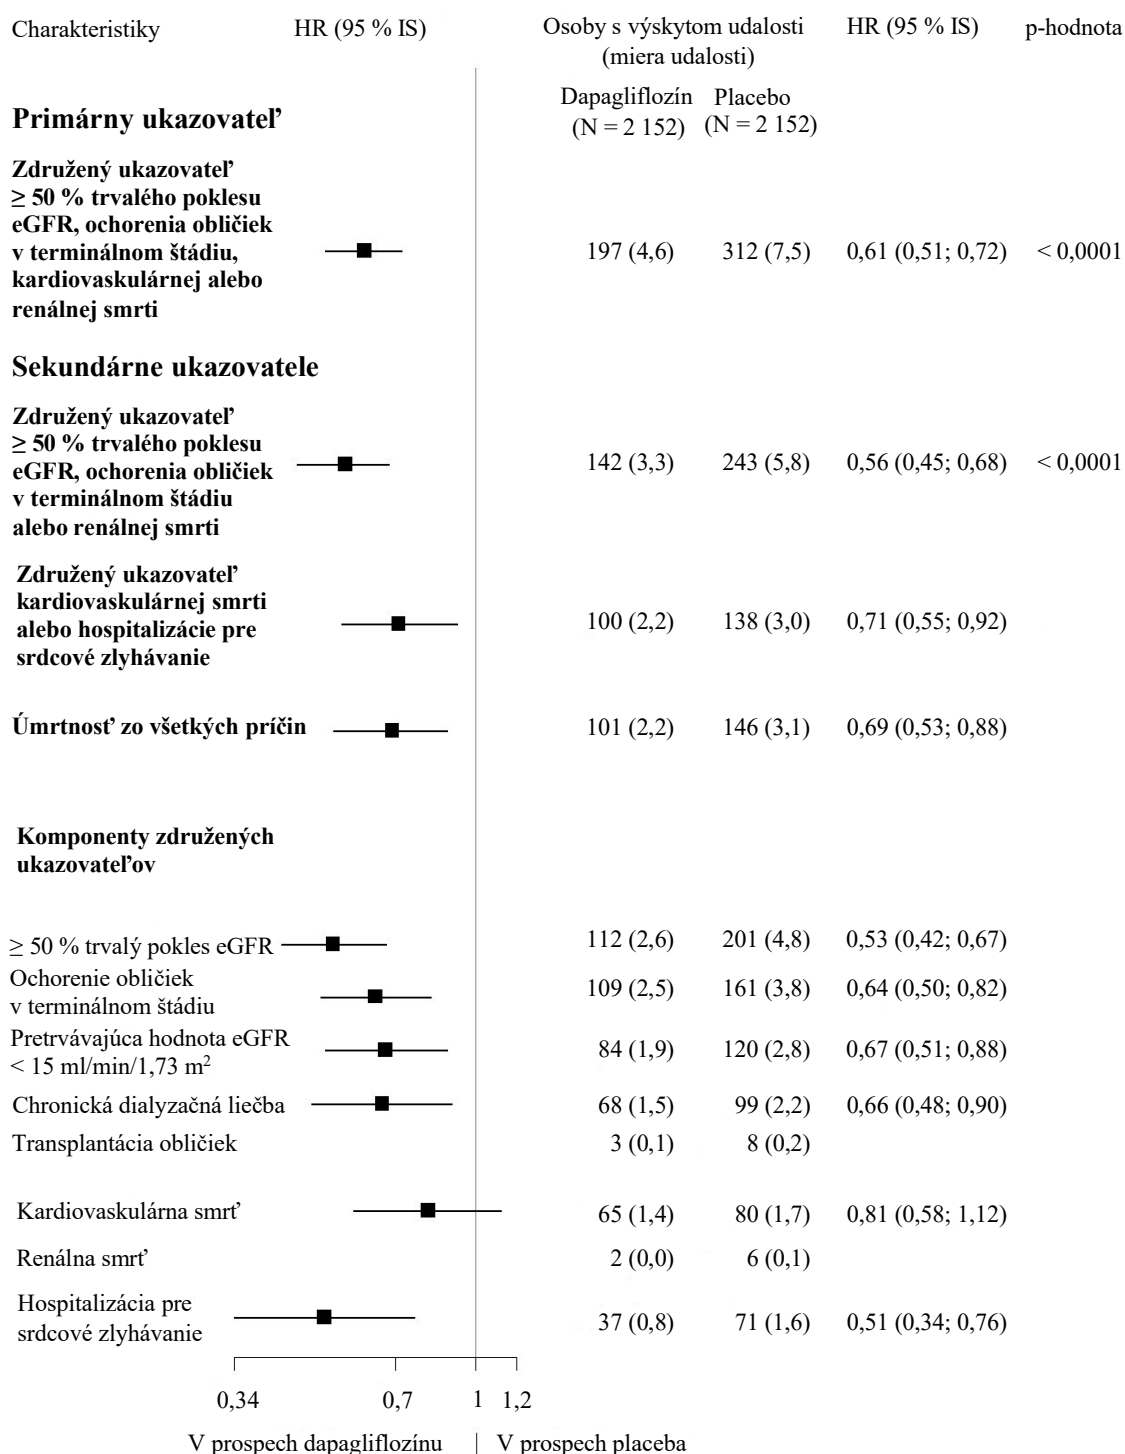 Charakteristiky HR (95 % IS) Osoby s výskytom udalosti HR (95 % IS) p-hodnota
(miera udalosti)
Dapagliflozín Placebo
(N = 2 152) (N = 2 152)
Primárny ukazovateľ
Združený ukazovateľ
≥ 50 % trvalého poklesu
eGFR, ochorenia obličiek
v terminálnom štádiu, 197 (4,6) 312 (7,5) 0,61 (0,51; 0,72) < 0,0001
kardiovaskulárnej alebo
renálnej smrti
Sekundárne ukazovatele
Združený ukazovateľ
≥ 50 % trvalého poklesu
eGFR, ochorenia obličiek 142 (3,3) 243 (5,8) 0,56 (0,45; 0,68) < 0,0001
v terminálnom štádiu
alebo renálnej smrti
Združený ukazovateľ
kardiovaskulárnej smrti
alebo hospitalizácie pre 100 (2,2) 138 (3,0) 0,71 (0,55; 0,92)
srdcové zlyhávanie
Úmrtnosť zo všetkých príčin 101 (2,2) 146 (3,1) 0,69 (0,53; 0,88)
Komponenty združených
ukazovateľov
≥ 50 % trvalý pokles eGFR 112 (2,6) 201 (4,8) 0,53 (0,42; 0,67)
Ochorenie obličiek
v terminálnom štádiu 109 (2,5) 161 (3,8) 0,64 (0,50; 0,82)
Pretrvávajúca hodnota eGFR
< 15 ml/min/1,73 m² 84 (1,9) 120 (2,8) 0,67 (0,51; 0,88)
Chronická dialyzačná liečba 68 (1,5) 99 (2,2) 0,66 (0,48; 0,90)
Transplantácia obličiek 3 (0,1) 8 (0,2)
Kardiovaskulárna smrť 65 (1,4) 80 (1,7) 0,81 (0,58; 1,12)
Renálna smrť 2 (0,0) 6 (0,1)
Hospitalizácia pre
srdcové zlyhávanie 37 (0,8) 71 (1,6) 0,51 (0,34; 0,76)
0,34 0,7 1 1,2
V prospech dapagliflozínu | V prospech placeba